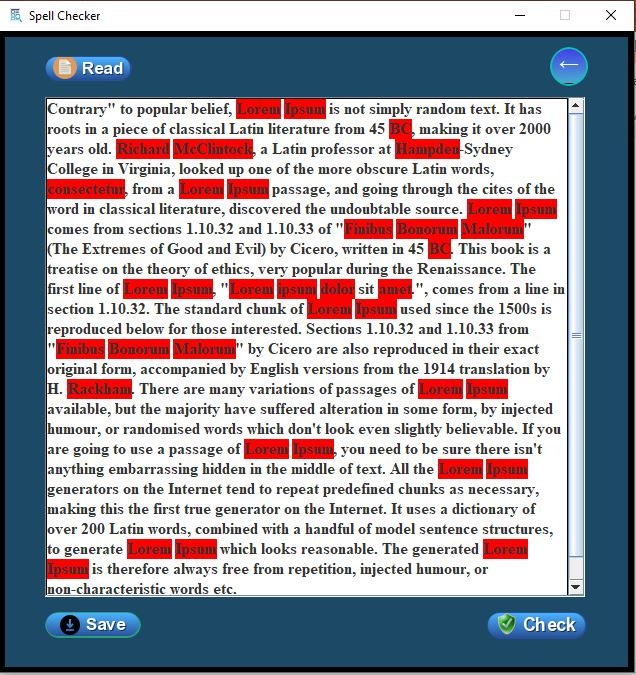 Spell Checker
Read
←
Contrary" to popular belief, Lorem Ipsum is not simply random text. It has
roots in a piece of classical Latin literature from 45 BC, making it over 2000
years old. Richard McClintock, a Latin professor at Hampden-Sydney
College in Virginia, looked up one of the more obscure Latin words,
consectetur, from a Lorem Ipsum passage, and going through the cites of the
word in classical literature, discovered the undoubtable source. Lorem Ipsum
comes from sections 1.10.32 and 1.10.33 of "Finibus Bonorum Malorum"
(The Extremes of Good and Evil) by Cicero, written in 45 BC. This book is a
treatise on the theory of ethics, very popular during the Renaissance. The
first line of Lorem Ipsum, "Lorem ipsum dolor sit amet.", comes from a line in
section 1.10.32. The standard chunk of Lorem Ipsum used since the 1500s is
reproduced below for those interested. Sections 1.10.32 and 1.10.33 from
"Finibus Bonorum Malorum" by Cicero are also reproduced in their exact
original form, accompanied by English versions from the 1914 translation by
H. Rackham. There are many variations of passages of Lorem Ipsum
available, but the majority have suffered alteration in some form, by injected
humour, or randomised words which don't look even slightly believable. If you
are going to use a passage of Lorem Ipsum, you need to be sure there isn't
anything embarrassing hidden in the middle of text. All the Lorem Ipsum
generators on the Internet tend to repeat predefined chunks as necessary,
making this the first true generator on the Internet. It uses a dictionary of
over 200 Latin words, combined with a handful of model sentence structures,
to generate Lorem Ipsum which looks reasonable. The generated Lorem
Ipsum is therefore always free from repetition, injected humour, or
non-characteristic words etc.
Save
Check